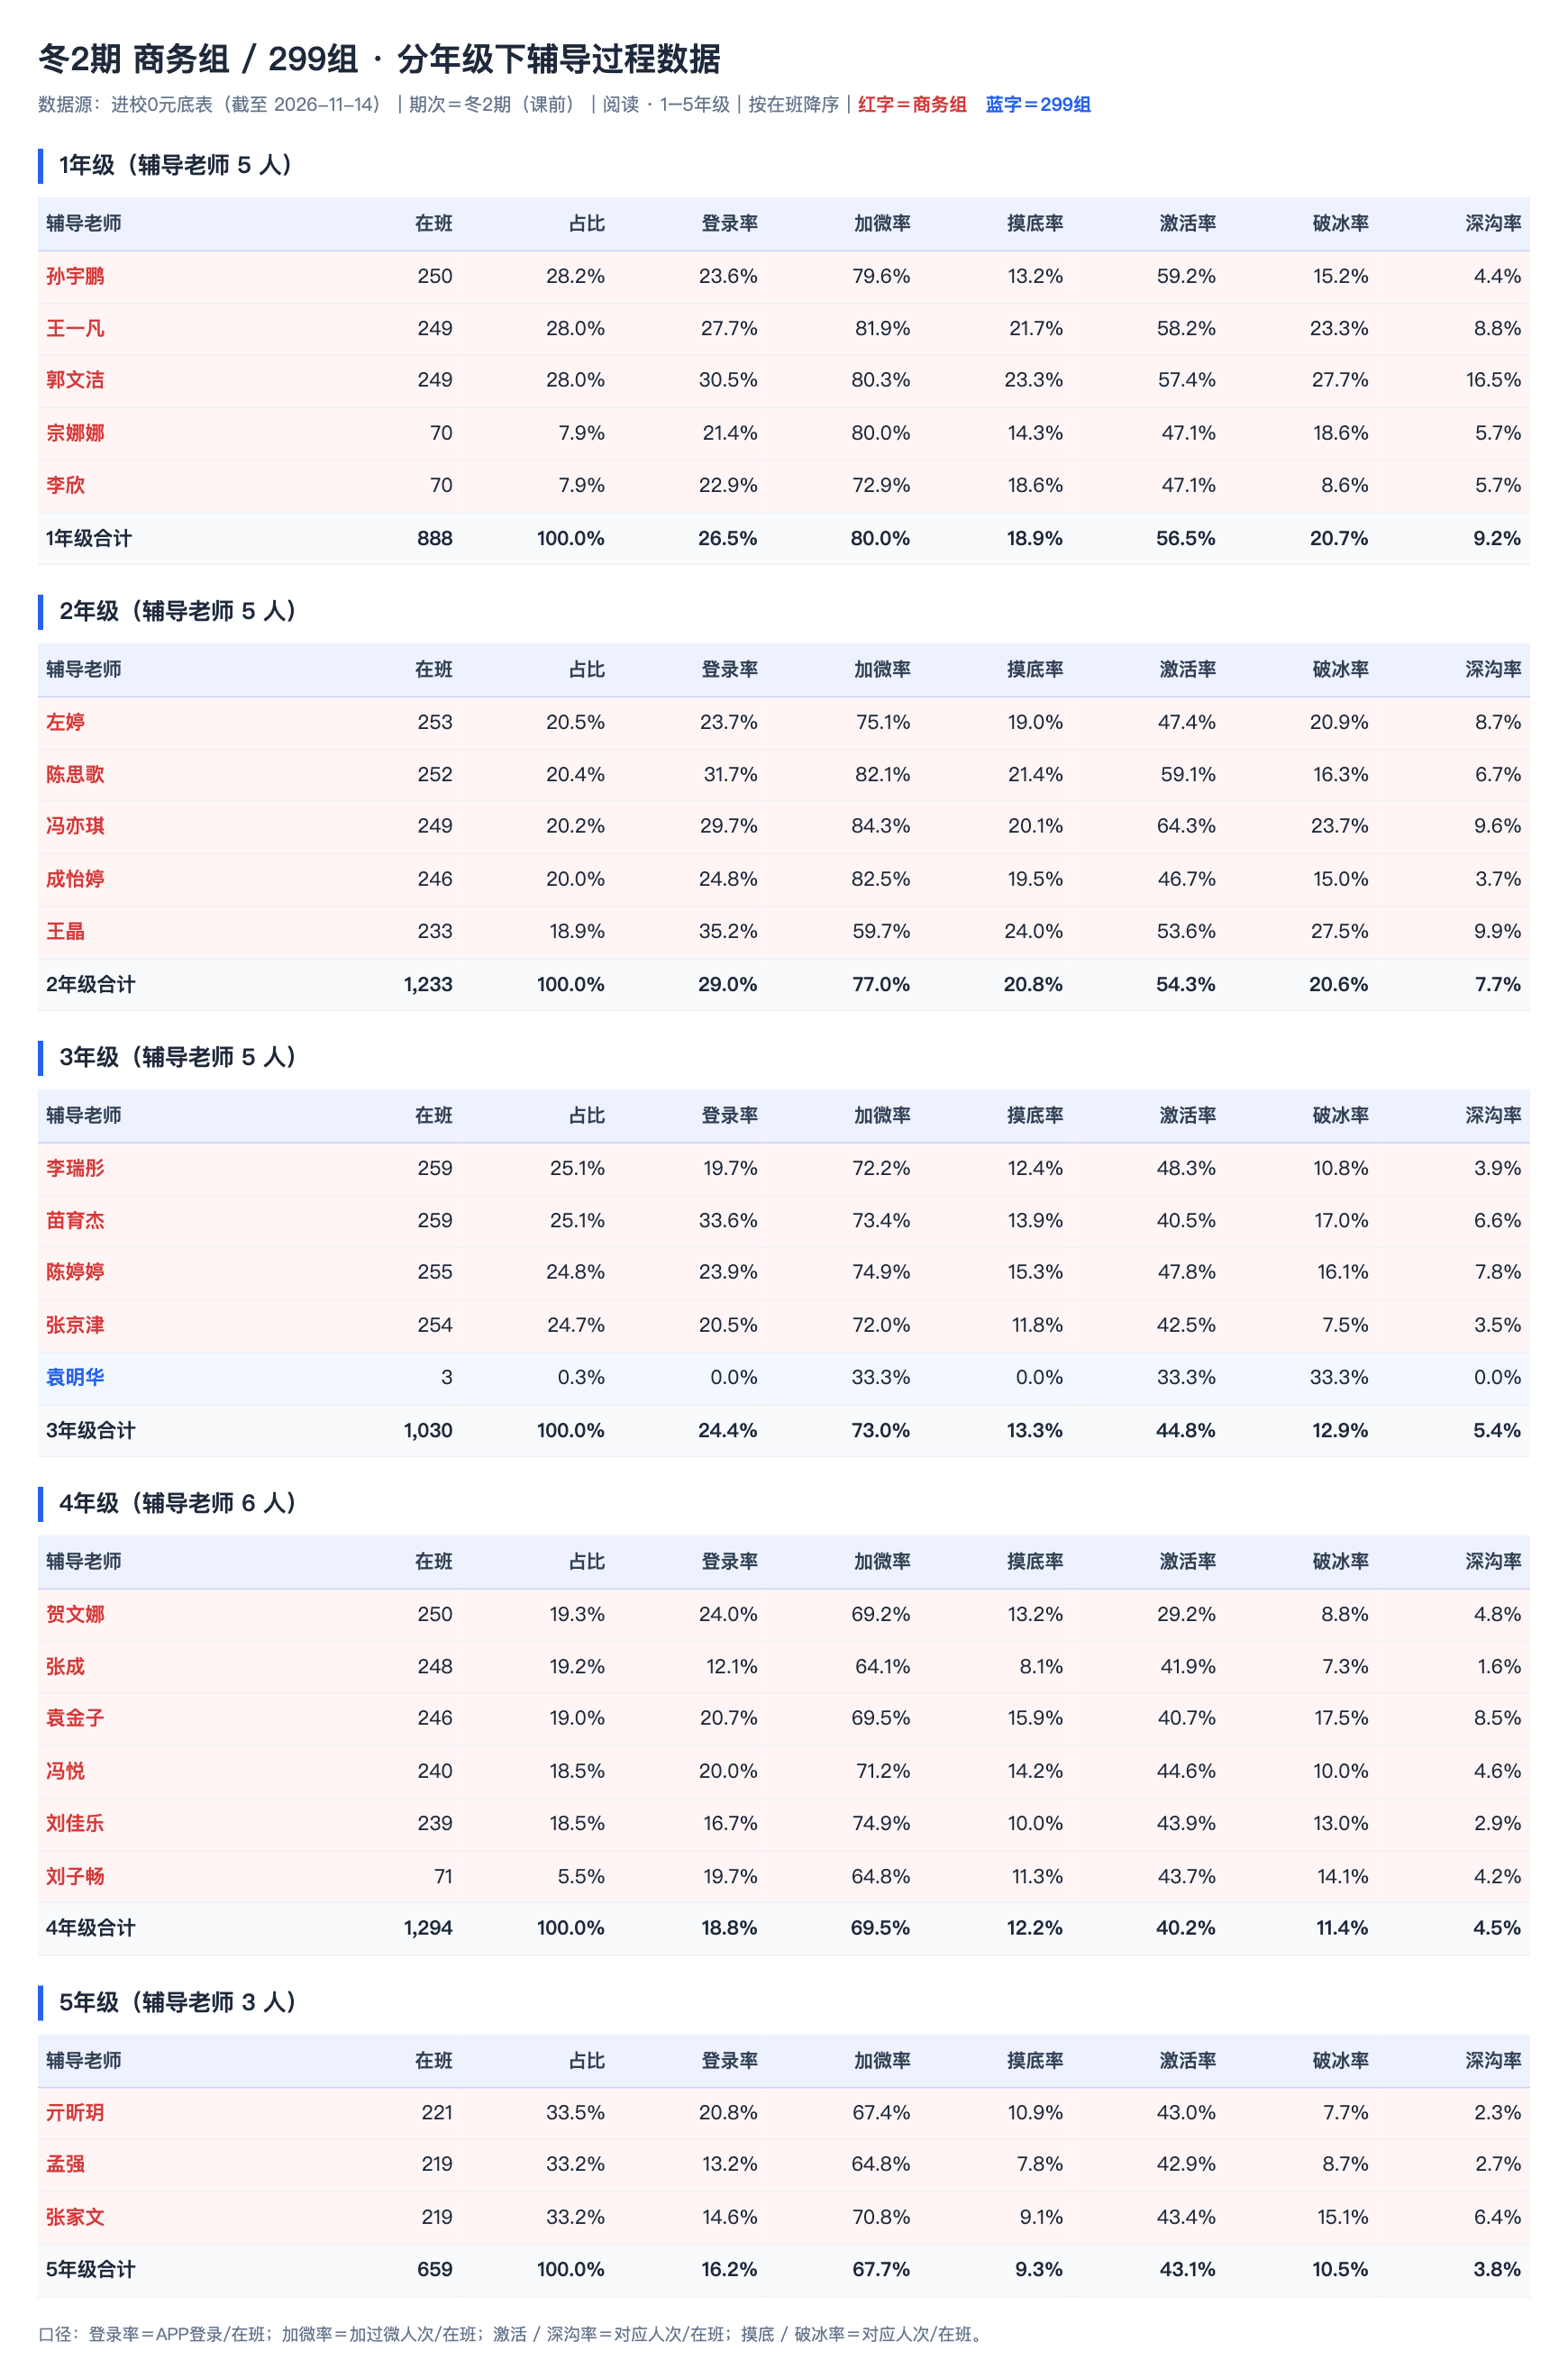 冬2期 商务组 / 299组 · 分年级下辅导过程数据
数据源：进校0元底表（截至 2026-11-14）｜期次＝冬2期（课前）｜阅读 · 1—5年级｜按在班降序｜红字＝商务组 蓝字＝299组
1年级（辅导老师 5 人）
辅导老师 在班 占比 登录率 加微率 摸底率 激活率 破冰率 深沟率
孙宇鹏 250 28.2% 23.6% 79.6% 13.2% 59.2% 15.2% 4.4%
王一凡 249 28.0% 27.7% 81.9% 21.7% 58.2% 23.3% 8.8%
郭文洁 249 28.0% 30.5% 80.3% 23.3% 57.4% 27.7% 16.5%
宗娜娜 70 7.9% 21.4% 80.0% 14.3% 47.1% 18.6% 5.7%
李欣 70 7.9% 22.9% 72.9% 18.6% 47.1% 8.6% 5.7%
1年级合计 888 100.0% 26.5% 80.0% 18.9% 56.5% 20.7% 9.2%
2年级（辅导老师 5 人）
辅导老师 在班 占比 登录率 加微率 摸底率 激活率 破冰率 深沟率
左婷 253 20.5% 23.7% 75.1% 19.0% 47.4% 20.9% 8.7%
陈思歌 252 20.4% 31.7% 82.1% 21.4% 59.1% 16.3% 6.7%
冯亦琪 249 20.2% 29.7% 84.3% 20.1% 64.3% 23.7% 9.6%
成怡婷 246 20.0% 24.8% 82.5% 19.5% 46.7% 15.0% 3.7%
王晶 233 18.9% 35.2% 59.7% 24.0% 53.6% 27.5% 9.9%
2年级合计 1,233 100.0% 29.0% 77.0% 20.8% 54.3% 20.6% 7.7%
3年级（辅导老师 5 人）
辅导老师 在班 占比 登录率 加微率 摸底率 激活率 破冰率 深沟率
李瑞彤 259 25.1% 19.7% 72.2% 12.4% 48.3% 10.8% 3.9%
苗育杰 259 25.1% 33.6% 73.4% 13.9% 40.5% 17.0% 6.6%
陈婷婷 255 24.8% 23.9% 74.9% 15.3% 47.8% 16.1% 7.8%
张京津 254 24.7% 20.5% 72.0% 11.8% 42.5% 7.5% 3.5%
袁明华 3 0.3% 0.0% 33.3% 0.0% 33.3% 33.3% 0.0%
3年级合计 1,030 100.0% 24.4% 73.0% 13.3% 44.8% 12.9% 5.4%
4年级（辅导老师 6 人）
辅导老师 在班 占比 登录率 加微率 摸底率 激活率 破冰率 深沟率
贺文娜 250 19.3% 24.0% 69.2% 13.2% 29.2% 8.8% 4.8%
张成 248 19.2% 12.1% 64.1% 8.1% 41.9% 7.3% 1.6%
袁金子 246 19.0% 20.7% 69.5% 15.9% 40.7% 17.5% 8.5%
冯悦 240 18.5% 20.0% 71.2% 14.2% 44.6% 10.0% 4.6%
刘佳乐 239 18.5% 16.7% 74.9% 10.0% 43.9% 13.0% 2.9%
刘子畅 71 5.5% 19.7% 64.8% 11.3% 43.7% 14.1% 4.2%
4年级合计 1,294 100.0% 18.8% 69.5% 12.2% 40.2% 11.4% 4.5%
5年级（辅导老师 3 人）
辅导老师 在班 占比 登录率 加微率 摸底率 激活率 破冰率 深沟率
亓昕玥 221 33.5% 20.8% 67.4% 10.9% 43.0% 7.7% 2.3%
孟强 219 33.2% 13.2% 64.8% 7.8% 42.9% 8.7% 2.7%
张家文 219 33.2% 14.6% 70.8% 9.1% 43.4% 15.1% 6.4%
5年级合计 659 100.0% 16.2% 67.7% 9.3% 43.1% 10.5% 3.8%
口径：登录率＝APP登录/在班；加微率＝加过微人次/在班；激活 / 深沟率＝对应人次/在班；摸底 / 破冰率＝对应人次/在班。